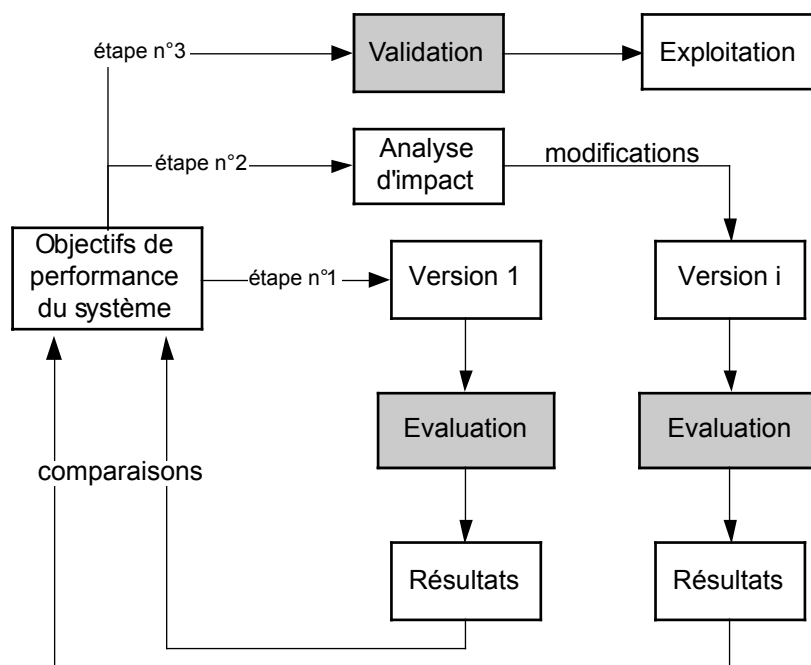 étape n°3
Validation
Exploitation
étape n°2
Analyse
d'impact
modifications
Objectifs de
performance
du système
étape n°1
Version 1
Version i
Evaluation
Evaluation
comparaisons
Résultats
Résultats